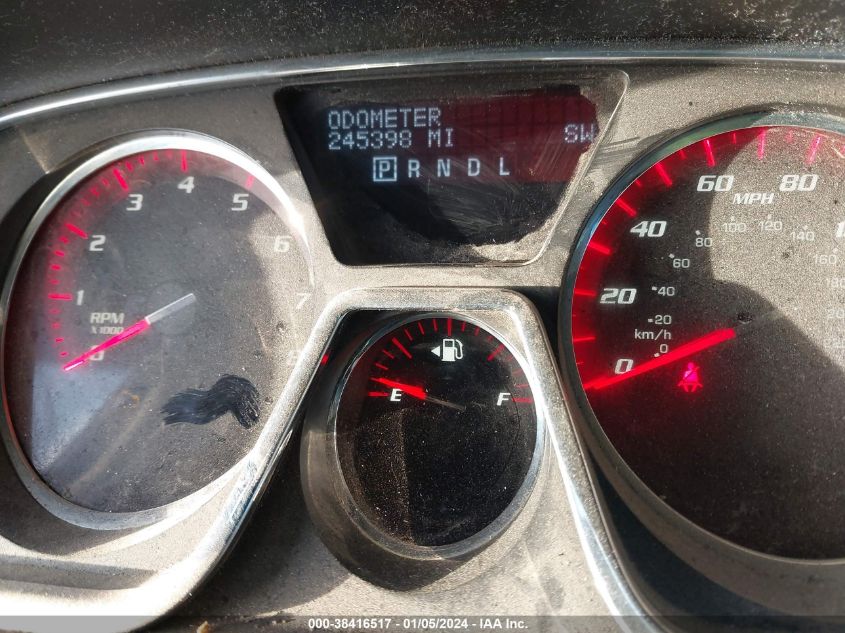 ODOMETER
245398 MI SW
P R N D L
0 1 2 3 4 5 6 7
RPM
X1000
E F
0 20 40 60 80
MPH
0 20 40 60 80 100 120 140 160
km/h
000-38416517 - 01/05/2024 - IAA Inc.